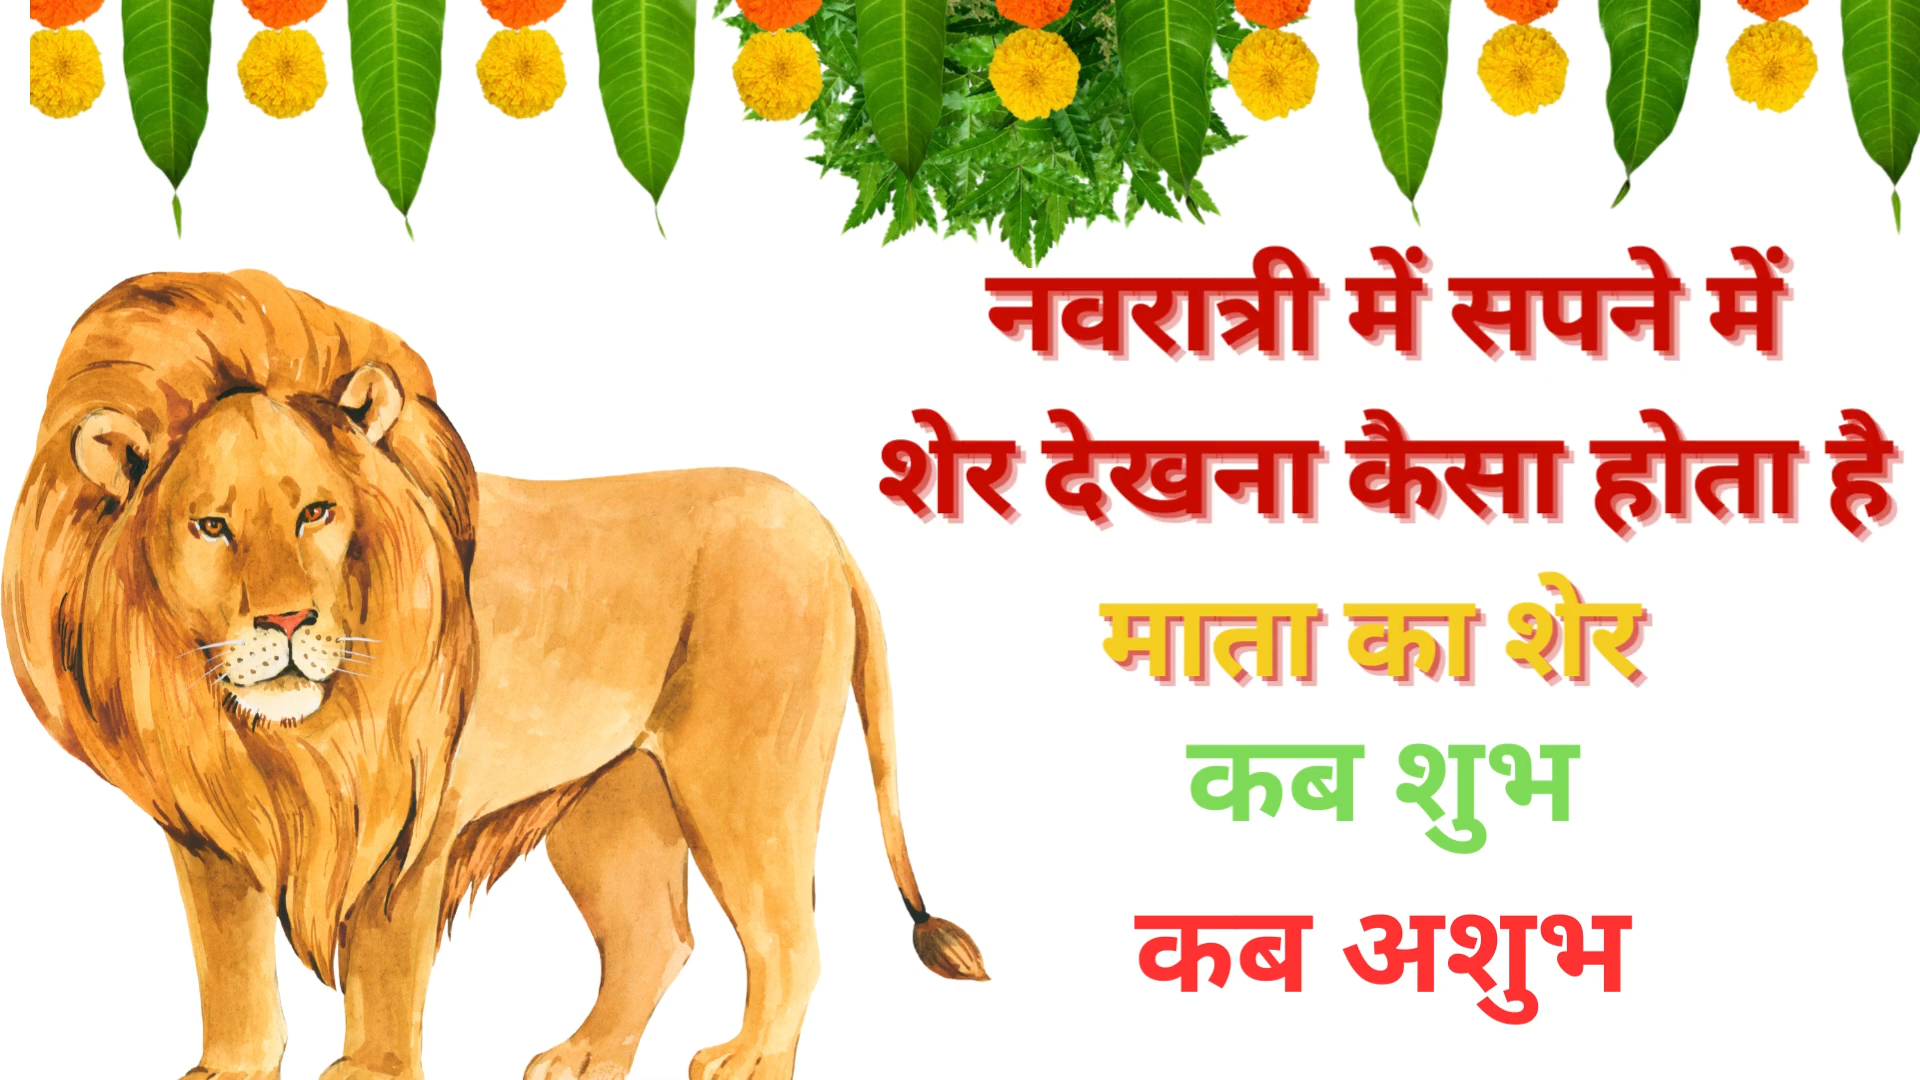 नवरात्री में सपने में
शेर देखना कैसा होता है
माता का शेर
कब शुभ
कब अशुभ